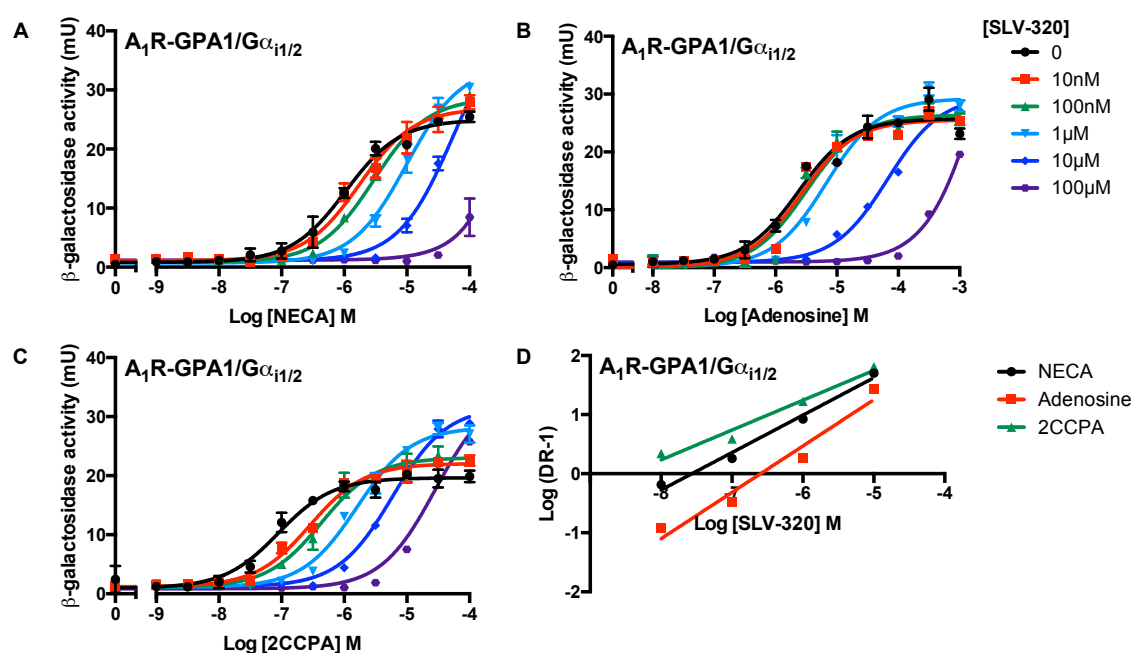 A
A₁R-GPA1/Gαi1/2
β-galactosidase activity (mU)
40
30
20
10
0
0 -9 -8 -7 -6 -5 -4
Log [NECA] M
B
A₁R-GPA1/Gαi1/2
β-galactosidase activity (mU)
40
30
20
10
0
0 -8 -7 -6 -5 -4 -3
Log [Adenosine] M
[SLV-320]
0
10nM
100nM
1µM
10µM
100µM
C
A₁R-GPA1/Gαi1/2
β-galactosidase activity (mU)
40
30
20
10
0
0 -9 -8 -7 -6 -5 -4
Log [2CCPA] M
D
A₁R-GPA1/Gαi1/2
Log (DR-1)
2
1
0
-1
-2
-8 -7 -6 -5 -4
Log [SLV-320] M
NECA
Adenosine
2CCPA